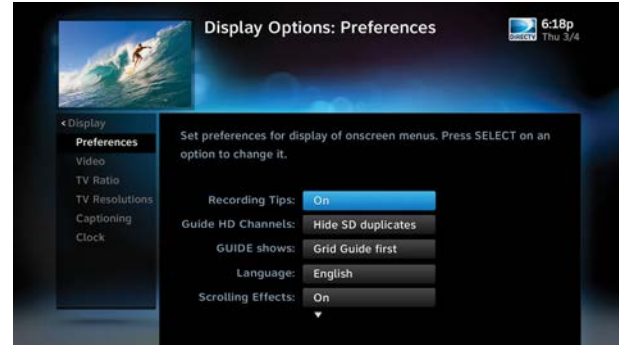 Display Options: Preferences
DIRECTV
6:18p
Thu 3/4
Display
Preferences
Video
TV Ratio
TV Resolutions
Captioning
Clock
Set preferences for display of onscreen menus. Press SELECT on an
option to change it.
Recording Tips: On
Guide HD Channels: Hide SD duplicates
GUIDE shows: Grid Guide first
Language: English
Scrolling Effects: On